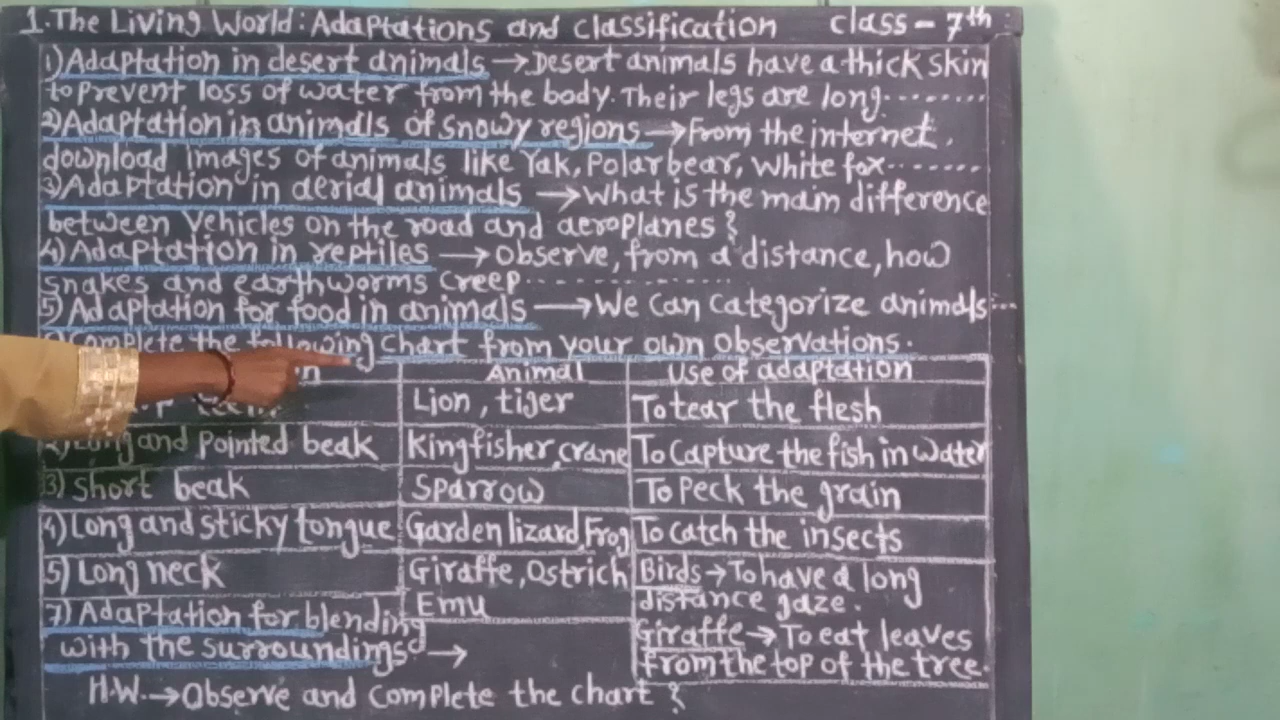 1. The Living World: Adaptations and classification class - 7th
1) Adaptation in desert animals → Desert animals have a thick skin
to prevent loss of water from the body. Their legs are long.........
2) Adaptation in animals of snowy regions → From the internet,
download images of animals like Yak, Polar bear, White fox........
3) Adaptation in aerial animals → What is the main difference
between Vehicles on the road and aeroplanes?
4) Adaptation in reptiles → Observe, from a distance, how
snakes and earthworms creep..................
5) Adaptation for food in animals → We can categorize animals....
Complete the following chart from your own Observations.
Animal Use of adaptation
Lion, tiger To tear the flesh
2) Long and pointed beak Kingfisher, crane To capture the fish in water
3) short beak Sparrow To peck the grain
4) Long and sticky tongue Garden lizard, Frog To catch the insects
5) Long neck Giraffe, Ostrich Birds → To have a long
Emu distance gaze.
7) Adaptation for blending Giraffe → To eat leaves
with the surroundings → from the top of the tree.
H.W. → Observe and complete the chart?